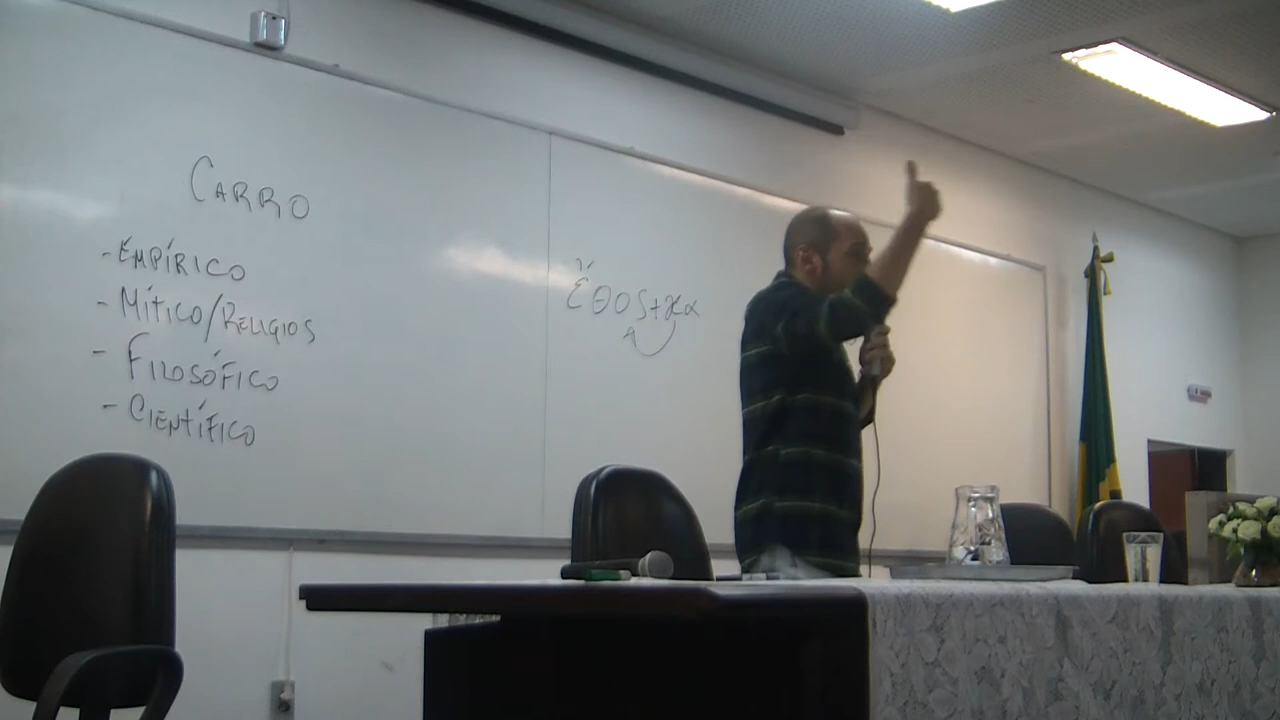 CARRO
- EMPÍRICO
- MÍTICO/RELIGIOS
- FILOSÓFICO
- CIENTÍFICO